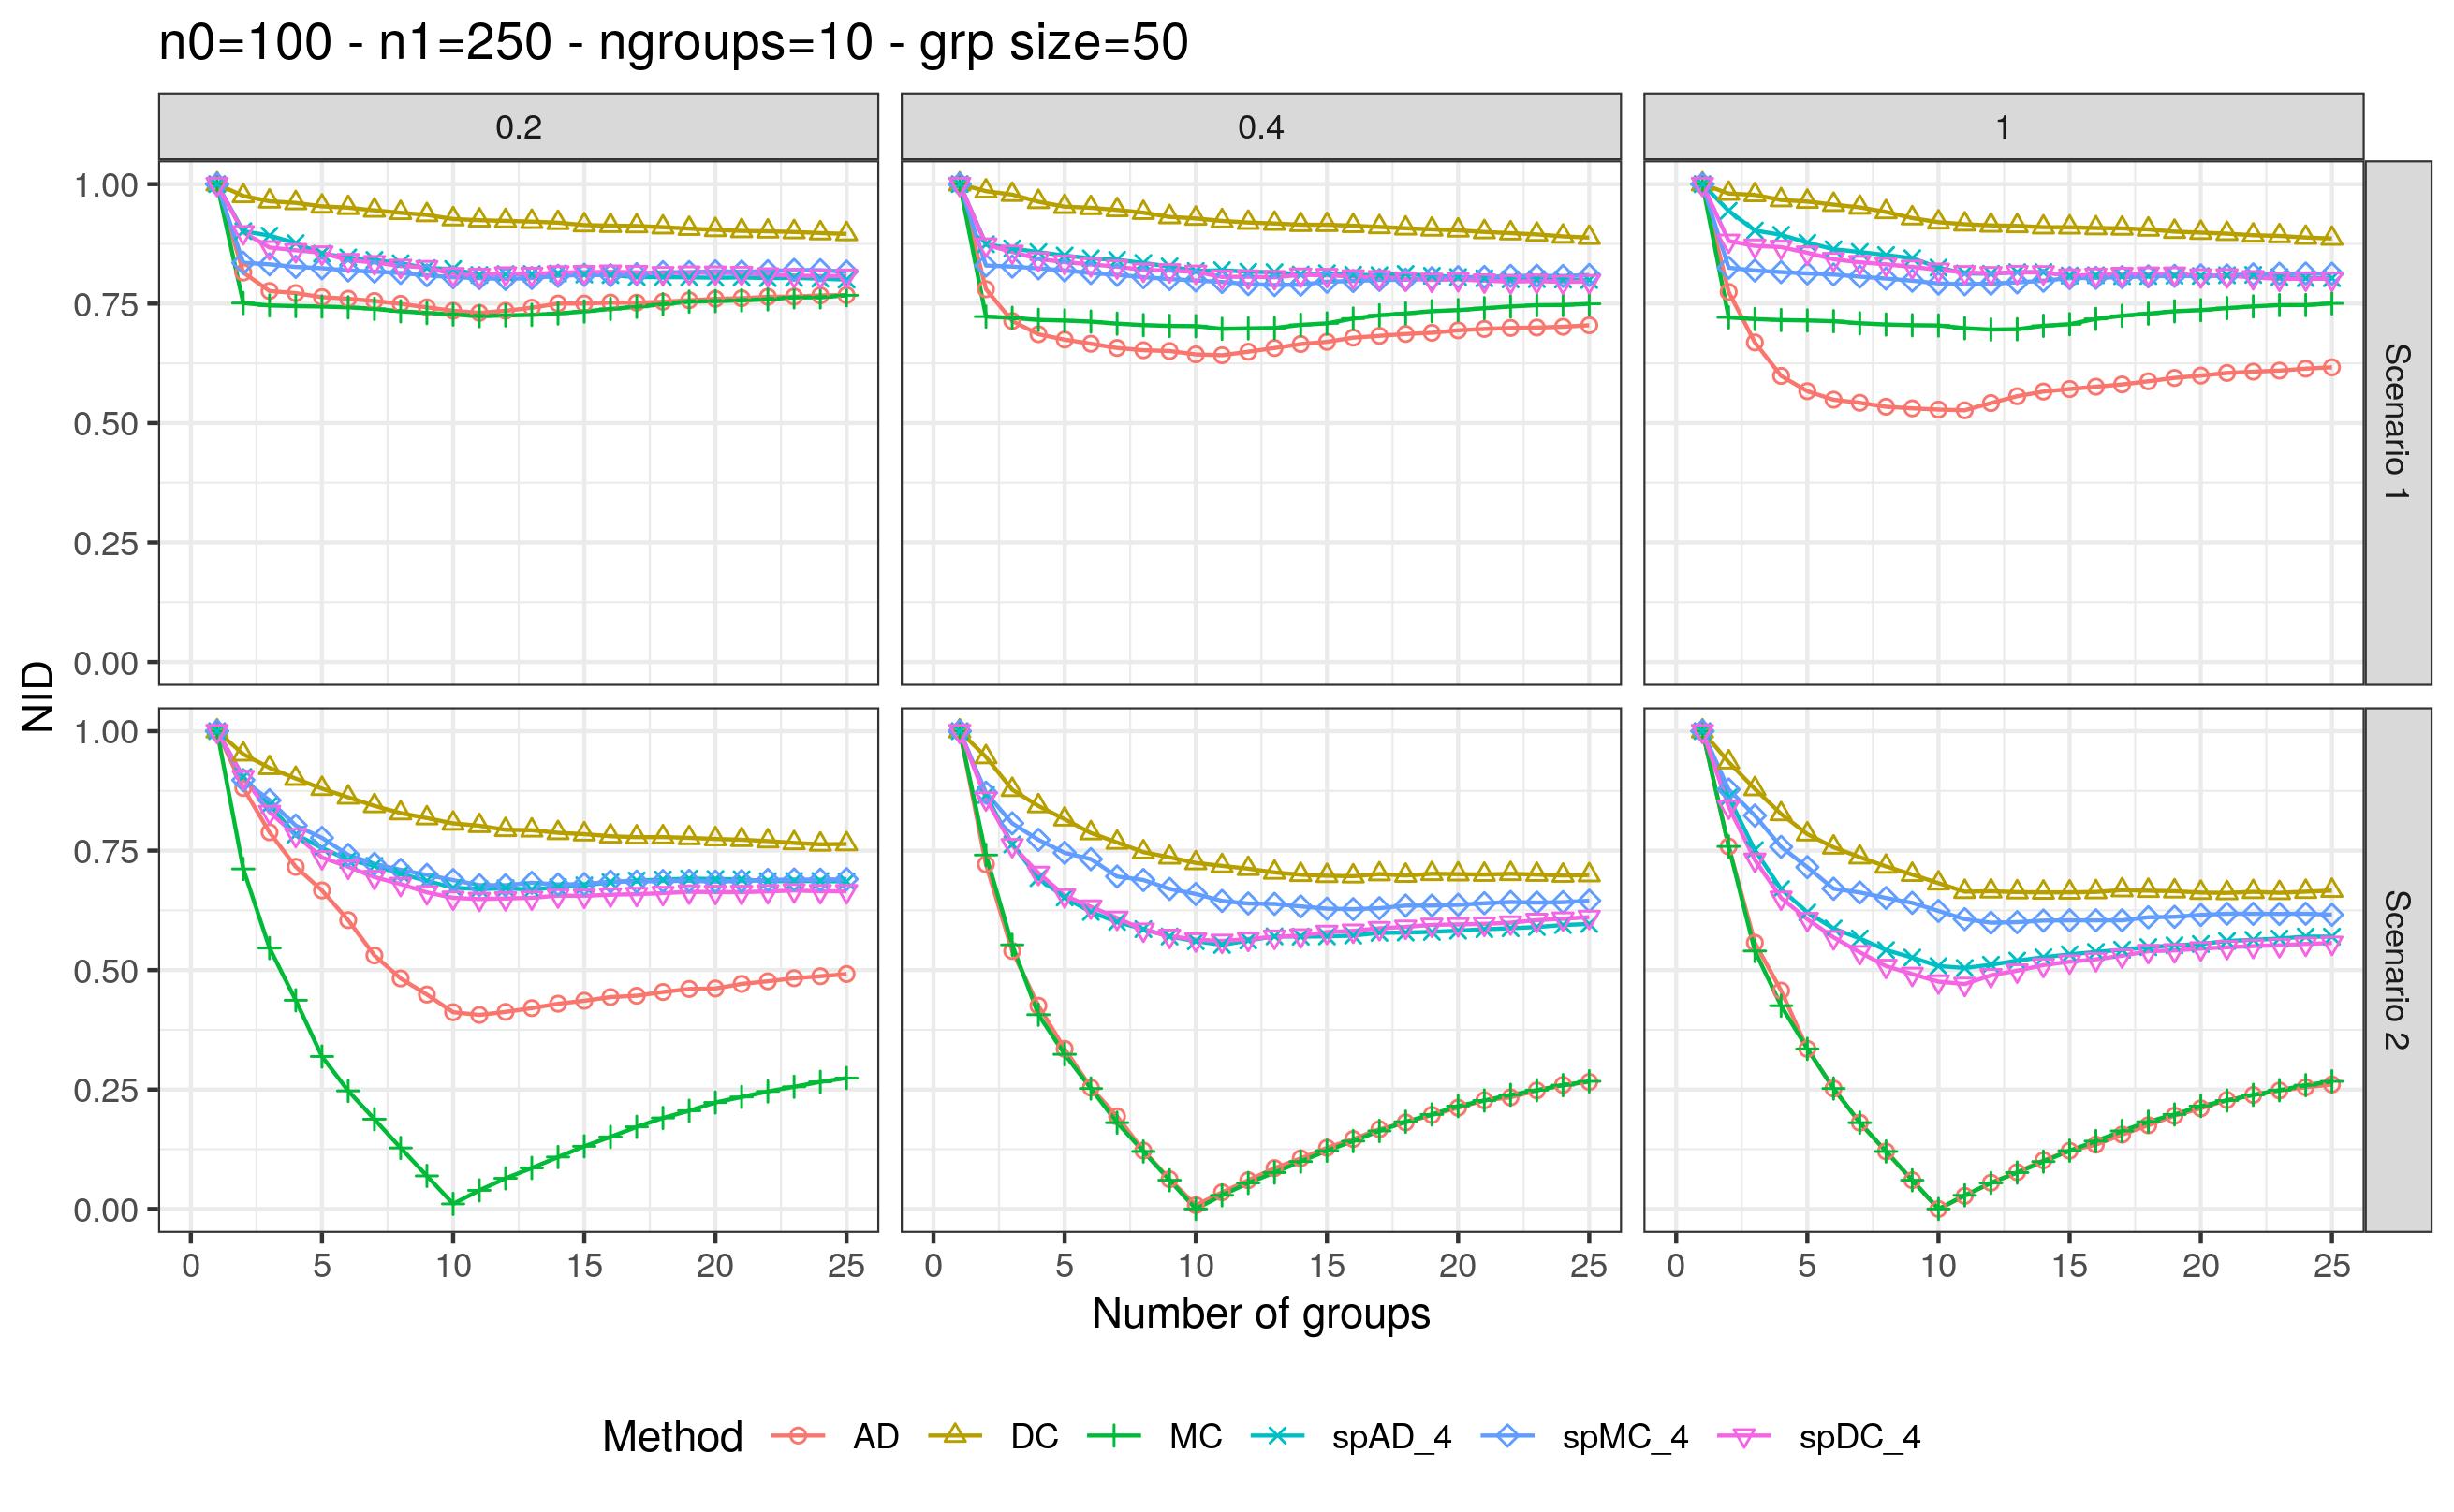 n0=100 - n1=250 - ngroups=10 - grp size=50
0.2 0.4 1
1.00
0.75
0.50
0.25
0.00
Scenario 1
NID
1.00
0.75
0.50
0.25
0.00
Scenario 2
0 5 10 15 20 25 0 5 10 15 20 25 0 5 10 15 20 25
Number of groups
Method AD DC MC spAD_4 spMC_4 spDC_4